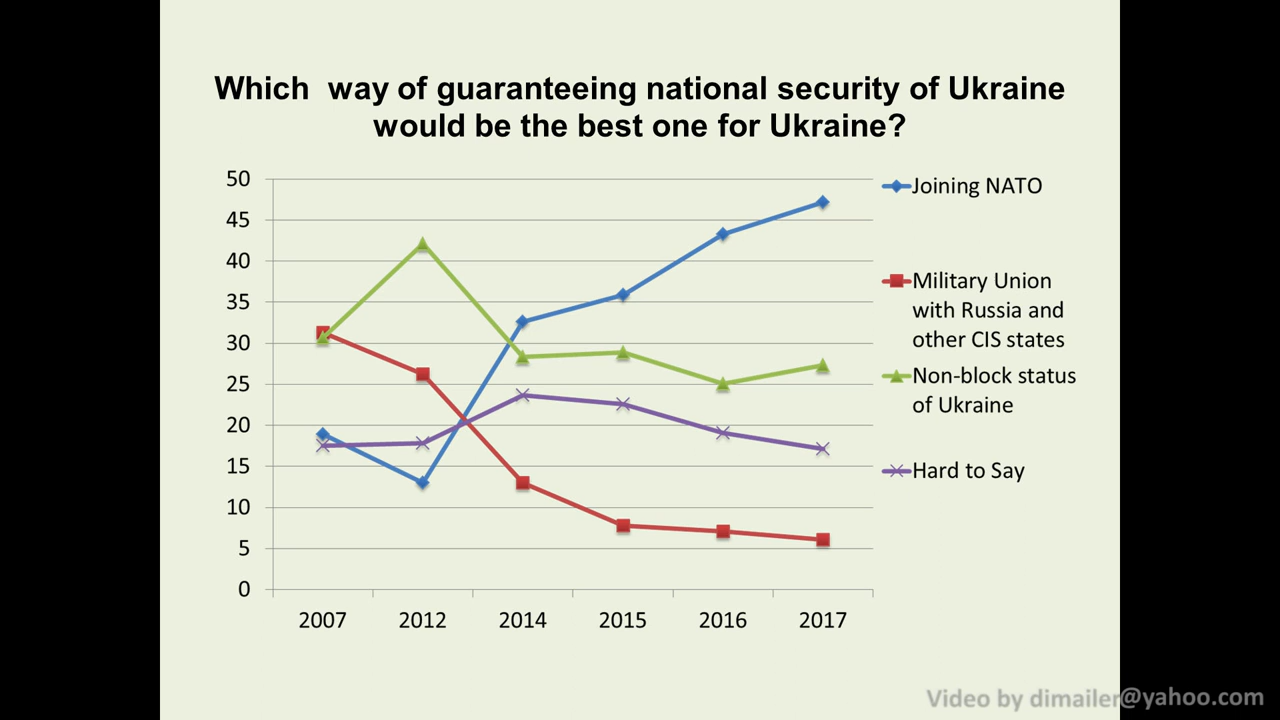 Which  way of guaranteeing national security of Ukraine
would be the best one for Ukraine?
50
45
40
35
30
25
20
15
10
5
0
2007 2012 2014 2015 2016 2017
Joining NATO
Military Union
with Russia and
other CIS states
Non-block status
of Ukraine
Hard to Say
Video by dimailer@yahoo.com